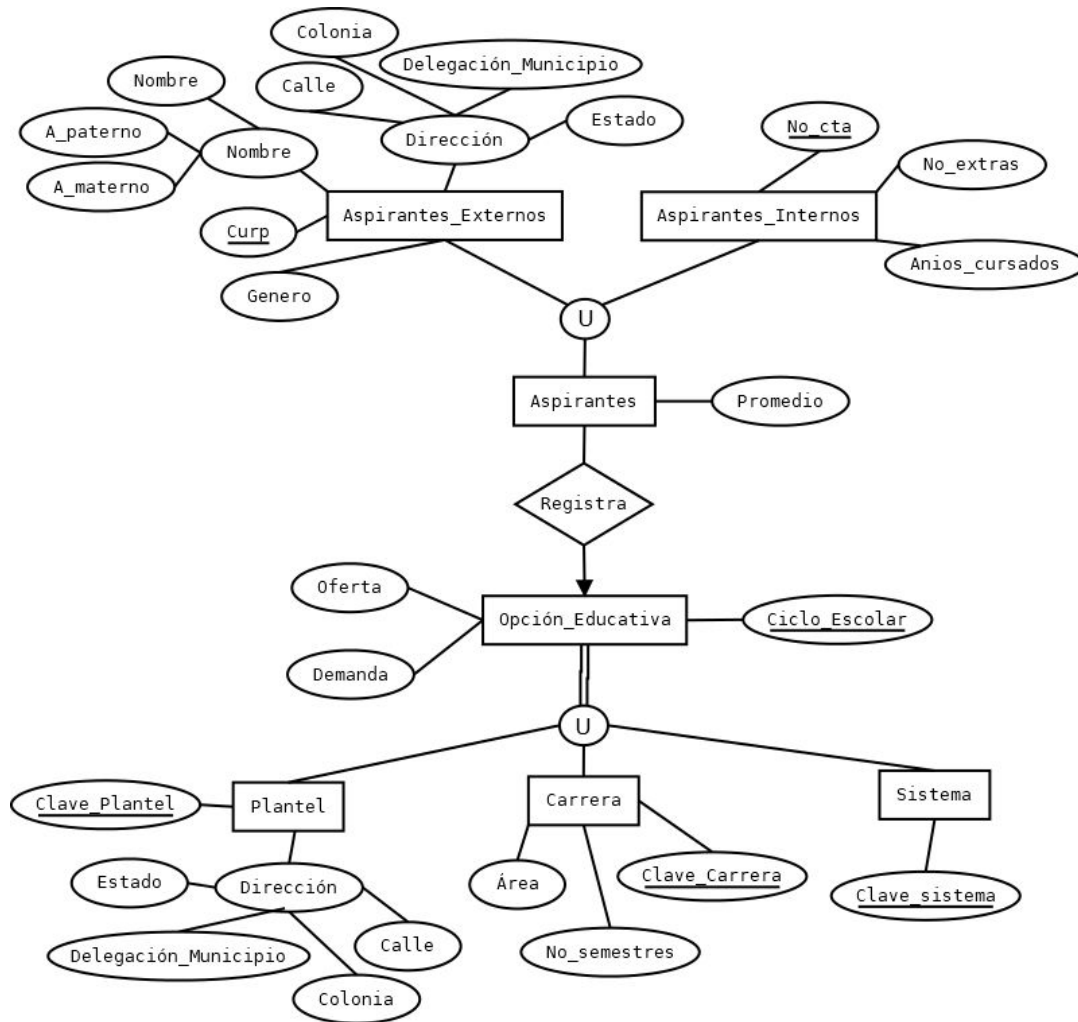 Colonia
Delegación_Municipio
Nombre
Calle
Estado
A_paterno
Nombre
Dirección
No_cta
No_extras
A_materno
Aspirantes_Externos
Aspirantes_Internos
Curp
Anios_cursados
Genero
U
Aspirantes
Promedio
Registra
Oferta
Opción_Educativa
Ciclo_Escolar
Demanda
U
Clave_Plantel
Plantel
Carrera
Sistema
Estado
Dirección
Área
Clave_Carrera
Clave_sistema
Delegación_Municipio
Calle
No_semestres
Colonia